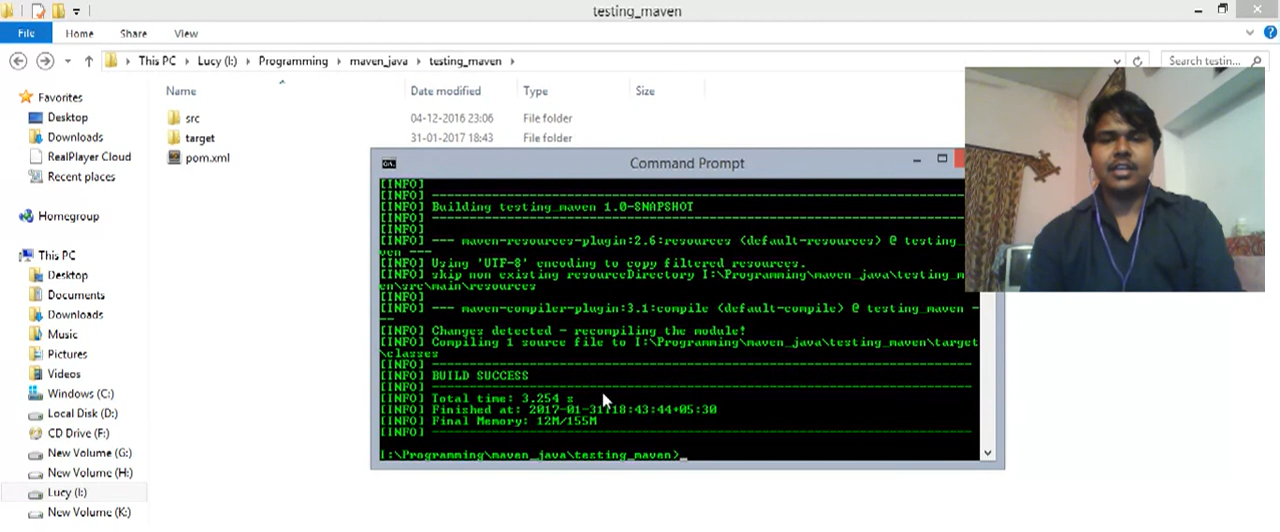 testing_maven
File Home Share View
This PC Lucy (I:) Programming maven_java testing_maven
Search testin...
Name Date modified Type Size
Favorites
Desktop
Downloads
RealPlayer Cloud
Recent places
Homegroup
This PC
Desktop
Documents
Downloads
Music
Pictures
Videos
Windows (C:)
Local Disk (D:)
CD Drive (F:)
New Volume (G:)
New Volume (H:)
Lucy (I:)
New Volume (K:)
src 04-12-2016 23:06 File folder
target 31-01-2017 18:43 File folder
pom.xml
Command Prompt
[INFO]
[INFO] ------------------------------------------------------------------------
[INFO] Building testing_maven 1.0-SNAPSHOT
[INFO] ------------------------------------------------------------------------
[INFO]
[INFO] --- maven-resources-plugin:2.6:resources (default-resources) @ testing_
ven ---
[INFO] Using 'UTF-8' encoding to copy filtered resources.
[INFO] skip non existing resourceDirectory I:\Programming\maven_java\testing_m
en\src\main\resources
[INFO]
[INFO] --- maven-compiler-plugin:3.1:compile (default-compile) @ testing_maven -
--
[INFO] Changes detected - recompiling the module!
[INFO] Compiling 1 source file to I:\Programming\maven_java\testing_maven\target
\classes
[INFO] ------------------------------------------------------------------------
[INFO] BUILD SUCCESS
[INFO] ------------------------------------------------------------------------
[INFO] Total time: 3.254 s
[INFO] Finished at: 2017-01-31T18:43:44+05:30
[INFO] Final Memory: 12M/155M
[INFO] ------------------------------------------------------------------------
I:\Programming\maven_java\testing_maven>_